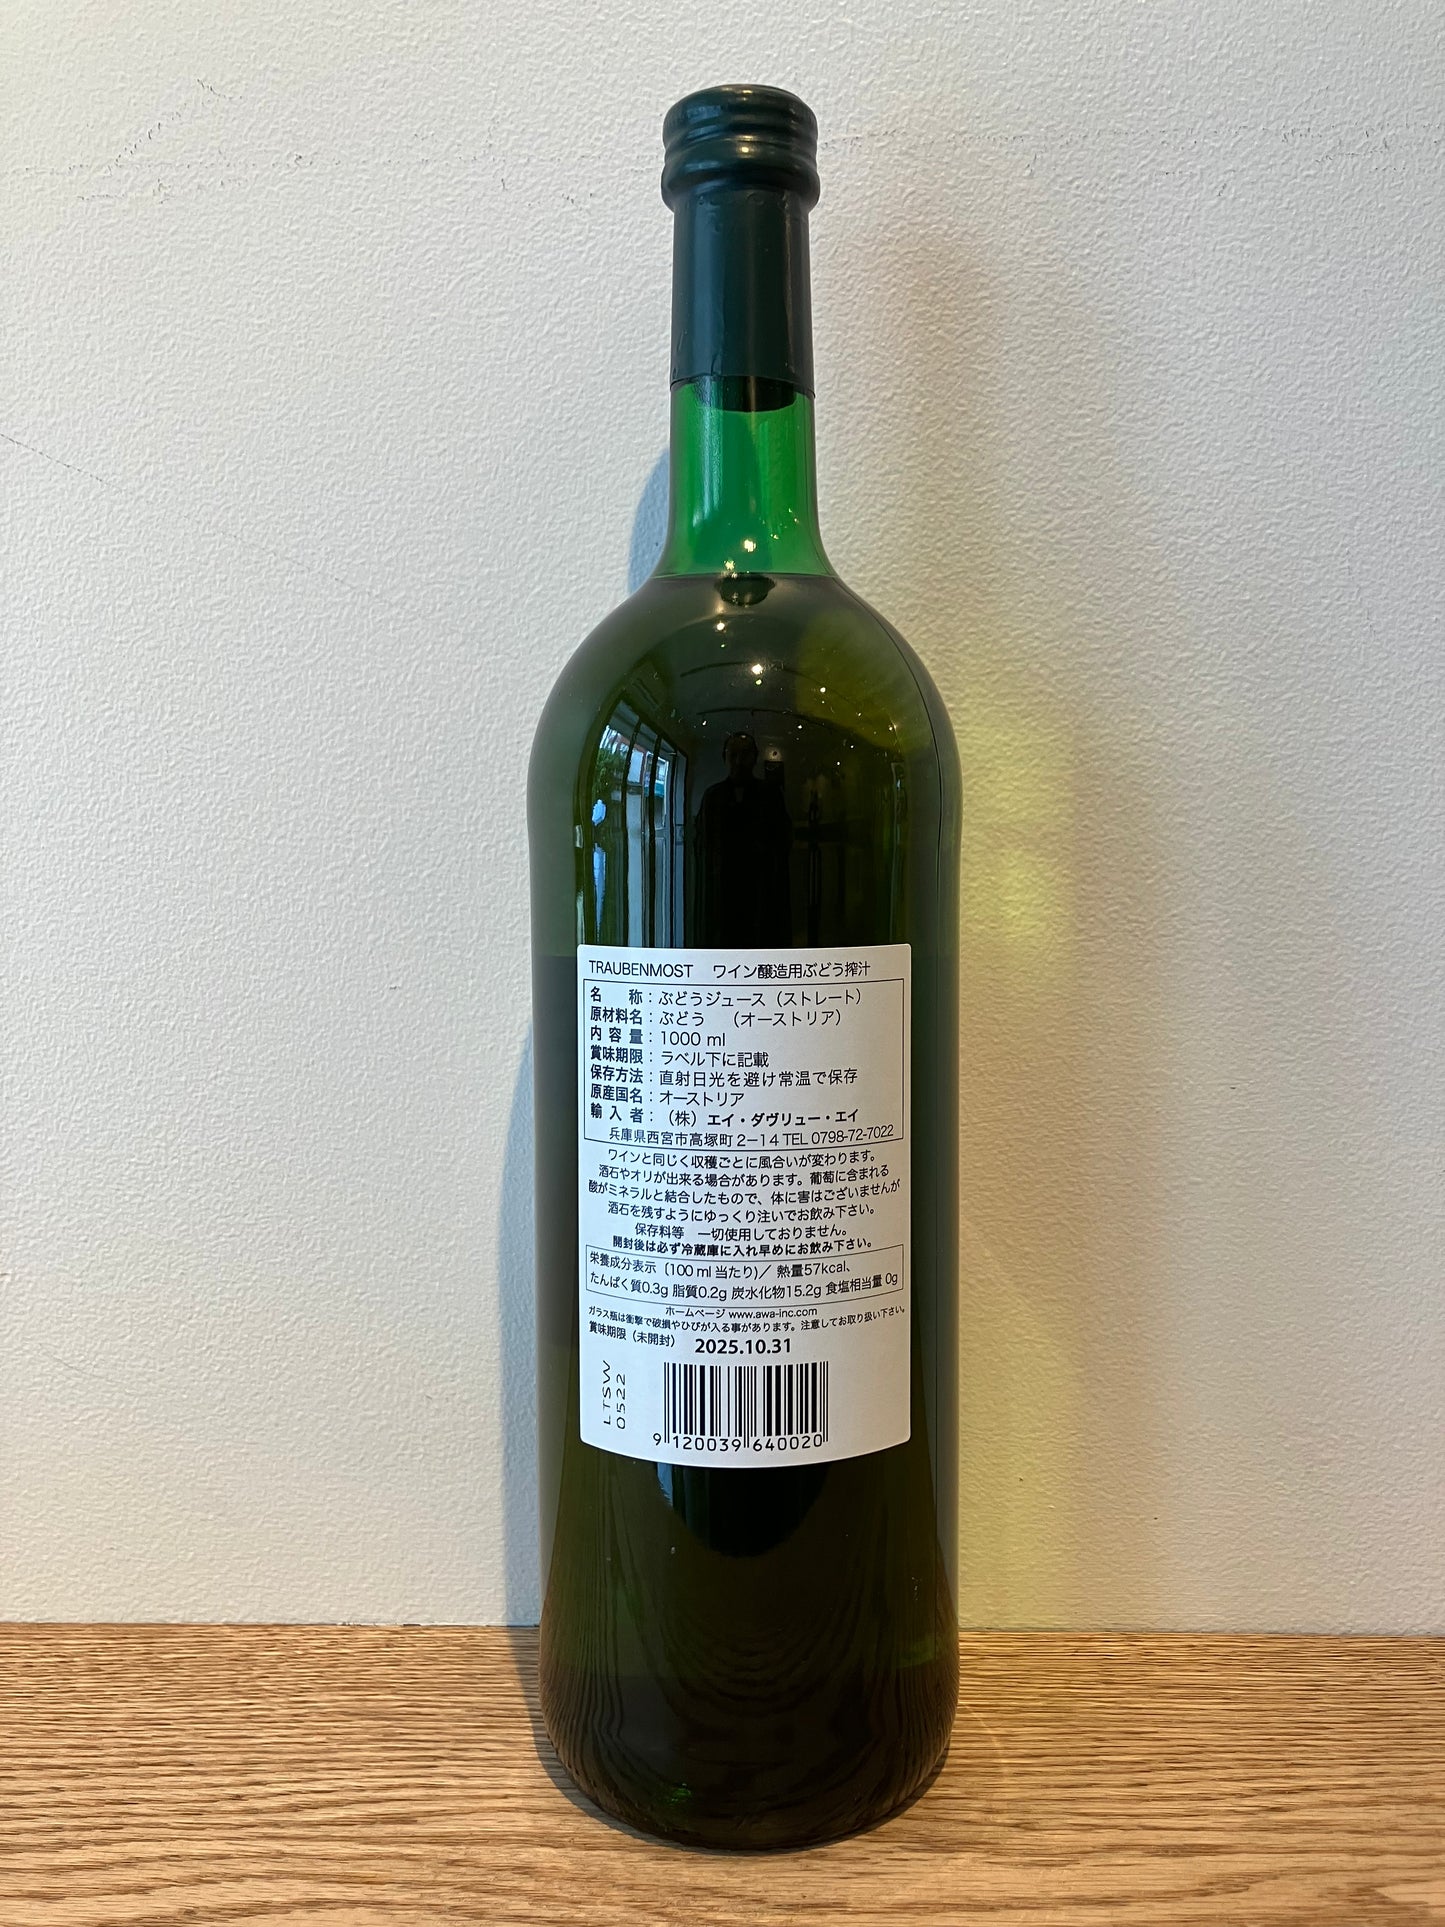 TRAUBENMOST ワイン醸造用ぶどう搾汁
名 称：ぶどうジュース（ストレート）
原材料名：ぶどう （オーストリア）
内 容 量：1000 ml
賞味期限：ラベル下に記載
保存方法：直射日光を避け常温で保存
原産国名：オーストリア
輸 入 者：（株）エイ・ダヴリュー・エイ
兵庫県西宮市高塚町2−14 TEL 0798-72-7022
ワインと同じく収穫ごとに風合いが変わります。
酒石やオリが出来る場合があります。葡萄に含まれる
酸がミネラルと結合したもので、体に害はございませんが
酒石を残すようにゆっくり注いでお飲み下さい。
保存料等 一切使用しておりません。
開封後は必ず冷蔵庫に入れ早めにお飲み下さい。
栄養成分表示（100 ml 当たり)／ 熱量57kcal、
たんぱく質0.3g 脂質0.2g 炭水化物15.2g 食塩相当量 0g
ホームページ www.awa-inc.com
ガラス瓶は衝撃で破損やひびが入る事があります。注意してお取り扱い下さい。
賞味期限（未開封） 2025.10.31
LTSW
0522
9 120039 640020